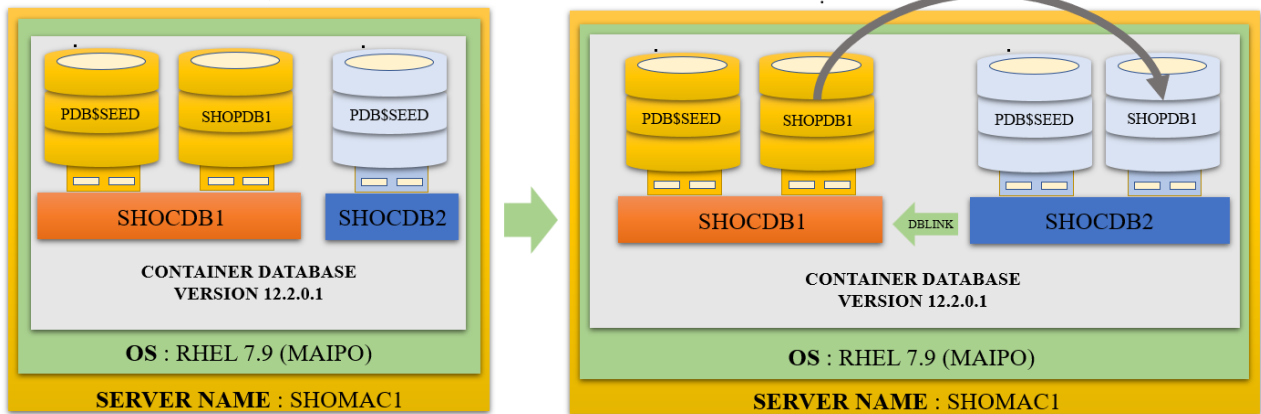 PDB$SEED
SHOPDB1
PDB$SEED
SHOCDB1
SHOCDB2
CONTAINER DATABASE
VERSION 12.2.0.1
OS : RHEL 7.9 (MAIPO)
SERVER NAME : SHOMAC1
PDB$SEED
SHOPDB1
PDB$SEED
SHOPDB1
SHOCDB1
DBLINK
SHOCDB2
CONTAINER DATABASE
VERSION 12.2.0.1
OS : RHEL 7.9 (MAIPO)
SERVER NAME : SHOMAC1